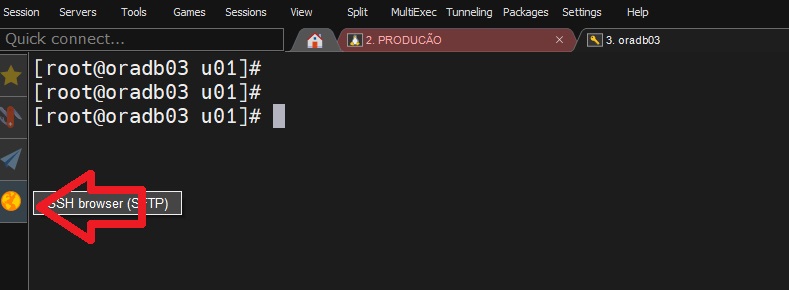 Session Servers Tools Games Sessions View Split MultiExec Tunneling Packages Settings Help
Quick connect...
2. PRODUCÃO
3. oradb03
[root@oradb03 u01]#
[root@oradb03 u01]#
[root@oradb03 u01]#
SSH browser (SFTP)